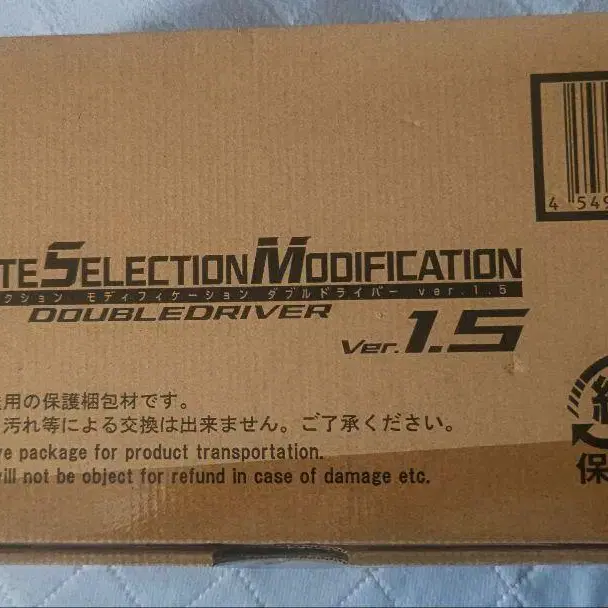 4 549
TE SELECTION MODIFICATION
クション モディフィケーション ダブルドライバー ver.1.5
DOUBLEDRIVER
Ver. 1.5
用の保護梱包材です。
汚れ等による交換は出来ません。ご了承ください。
ve package for product transportation.
ill not be object for refund in case of damage etc.
保